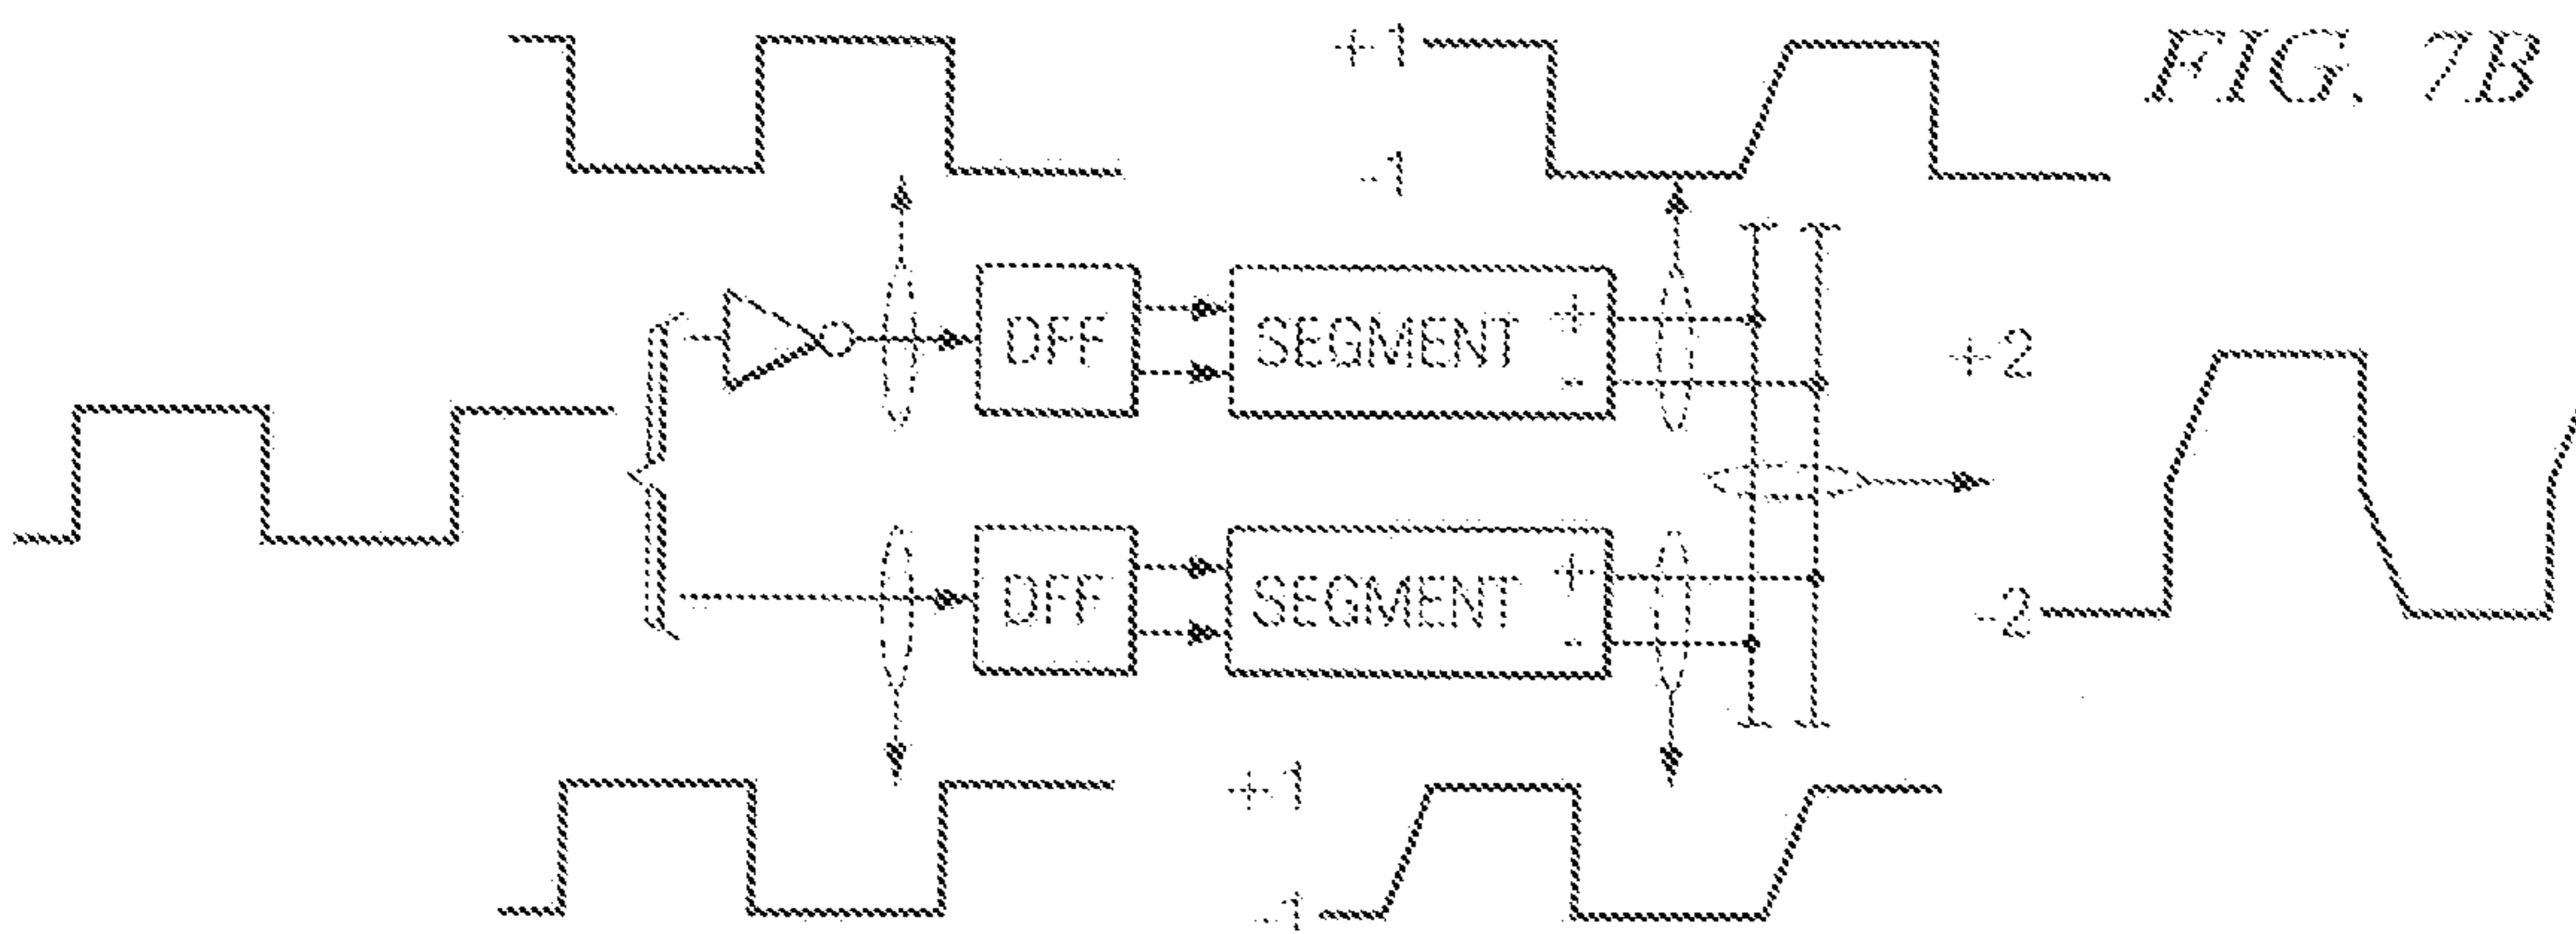 FIG. 7B
+1
-1
DFF
SEGMENT
+
-
+2
DFF
SEGMENT
+
-
-2
+1
-1